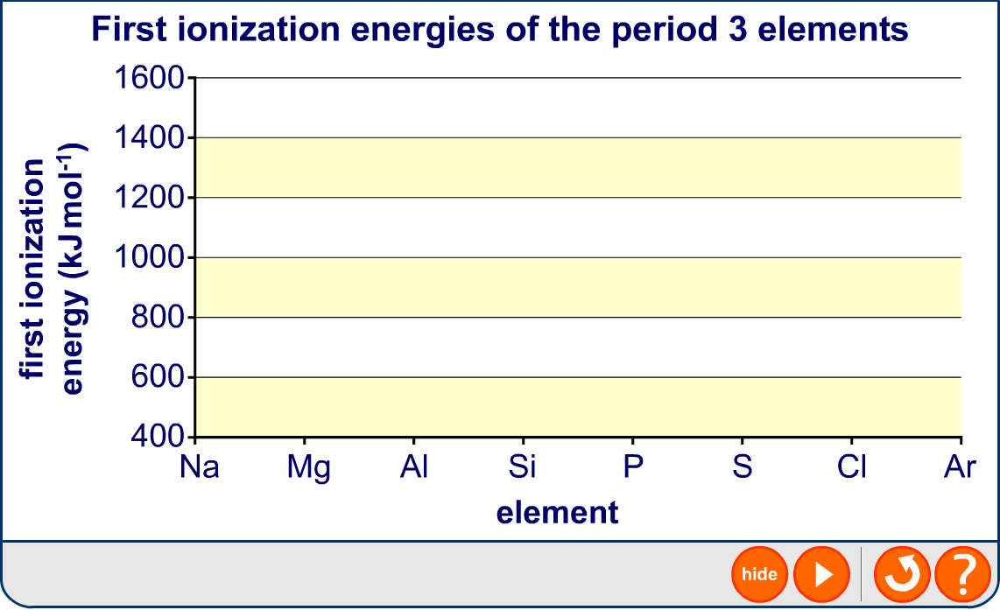 First ionization energies of the period 3 elements
1600
1400
1200
1000
800
600
400
first ionization
energy (kJ mol⁻¹)
Na Mg Al Si P S Cl Ar
element
hide
?